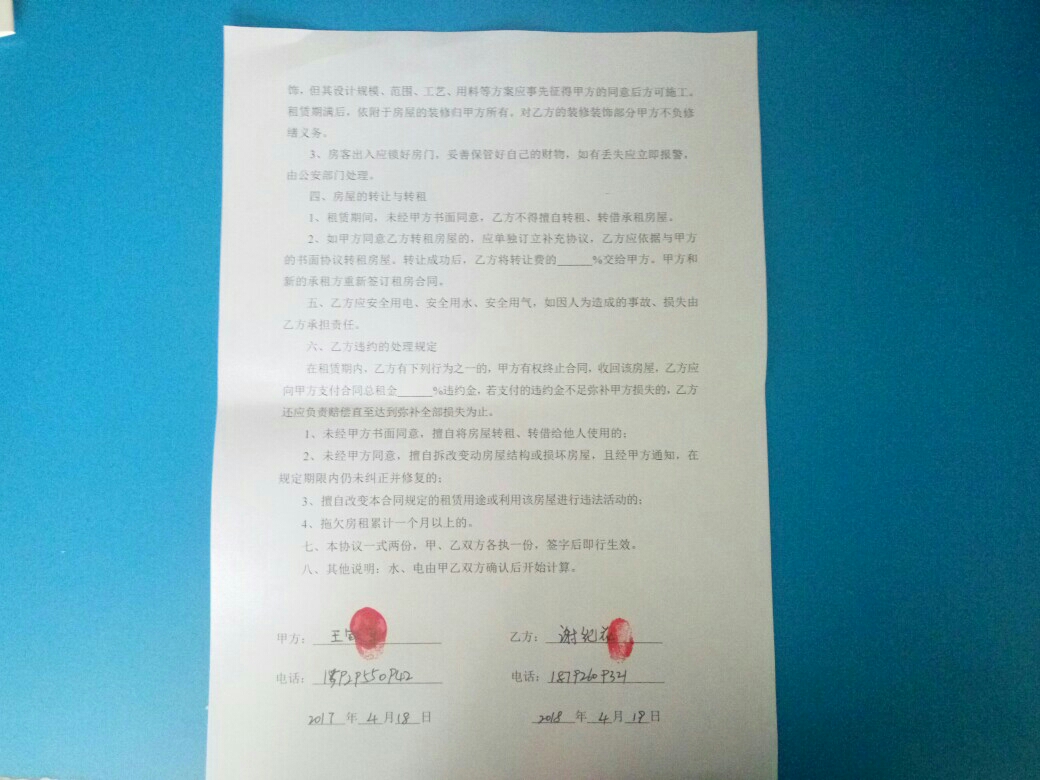 饰，但其设计规模、范围、工艺、用料等方案应事先征得甲方的同意后方可施工。
租赁期满后，依附于房屋的装修归甲方所有。对乙方的装修装饰部分甲方不负修
缮义务。
3、房客出入应锁好房门，妥善保管好自己的财物，如有丢失应立即报警，
由公安部门处理。
四、房屋的转让与转租
1、租赁期间，未经甲方书面同意，乙方不得擅自转租、转借承租房屋。
2、如甲方同意乙方转租房屋的，应单独订立补充协议，乙方应依据与甲方
的书面协议转租房屋。转让成功后，乙方将转让费的______%交给甲方。甲方和
新的承租方重新签订租房合同。
五、乙方应安全用电、安全用水、安全用气，如因人为造成的事故、损失由
乙方承担责任。
六、乙方违约的处理规定
在租赁期内，乙方有下列行为之一的，甲方有权终止合同，收回该房屋，乙方应
向甲方支付合同总租金______%违约金，若支付的违约金不足弥补甲方损失的，乙方
还应负责赔偿直至达到弥补全部损失为止。
1、未经甲方书面同意，擅自将房屋转租、转借给他人使用的；
2、未经甲方同意，擅自拆改变动房屋结构或损坏房屋，且经甲方通知，在
规定期限内仍未纠正并修复的；
3、擅自改变本合同规定的租赁用途或利用该房屋进行违法活动的；
4、拖欠房租累计一个月以上的。
七、本协议一式两份，甲、乙双方各执一份，签字后即行生效。
八、其他说明：水、电由甲乙双方确认后开始计算。
甲方：王 乙方：谢纪
电话： 电话：18792609321
2017 年 4 月 18 日 2018 年 4 月 19 日